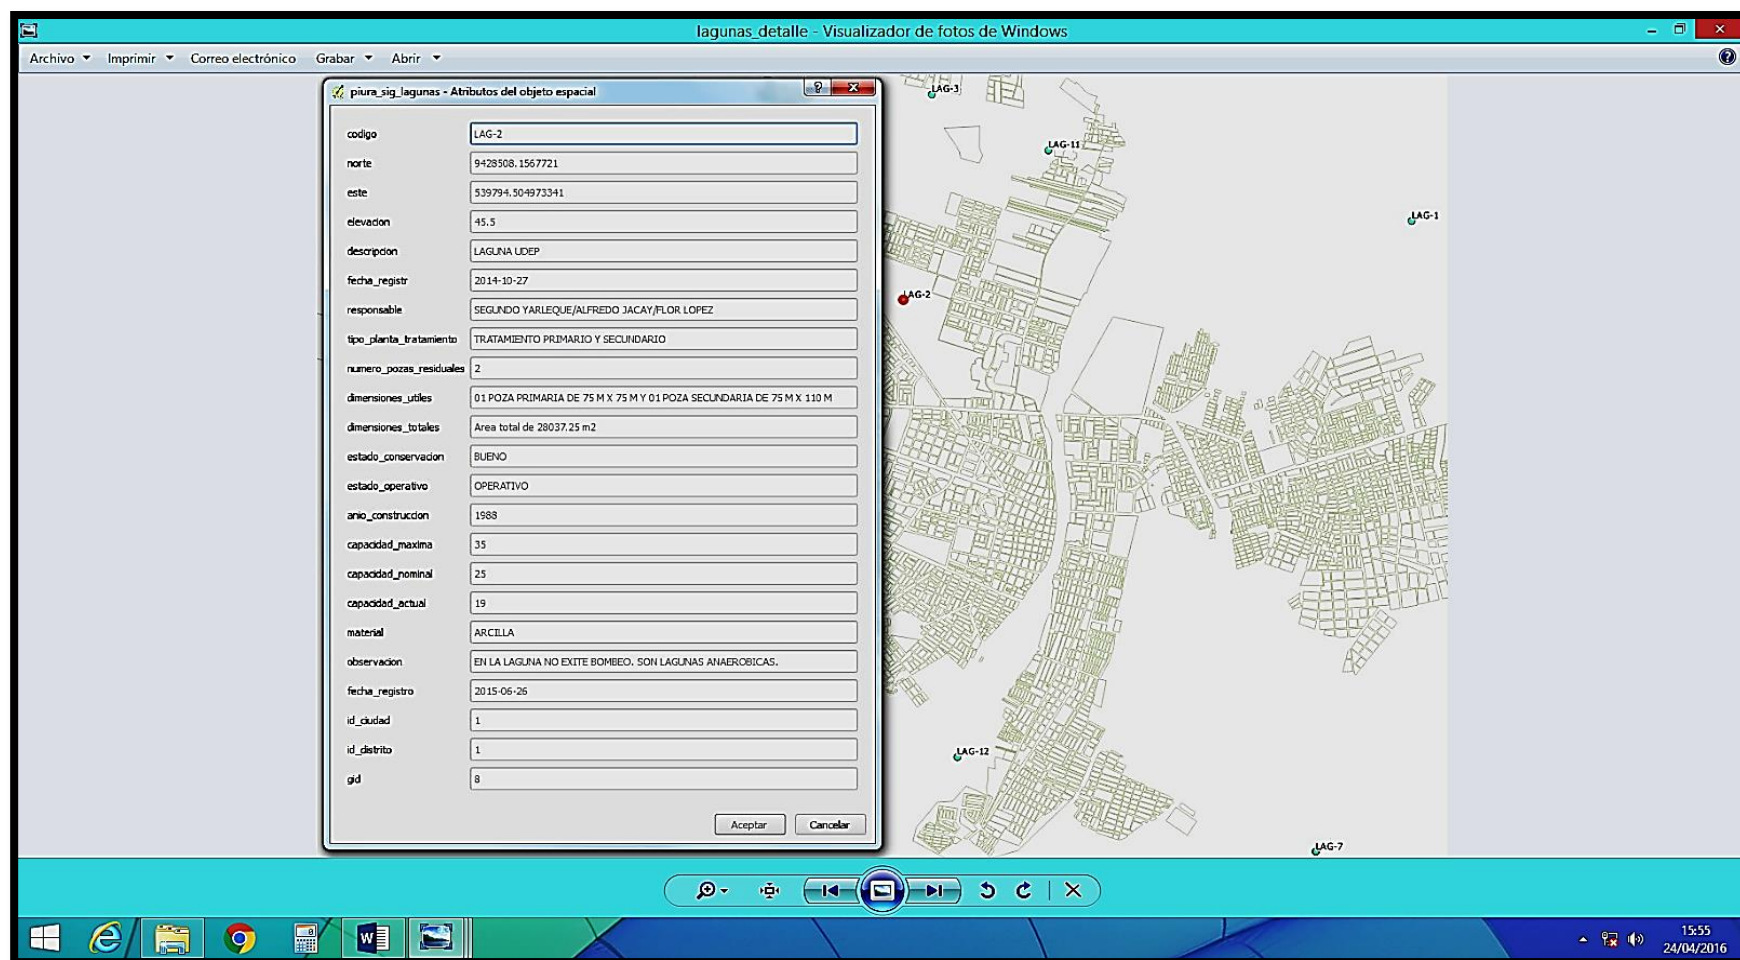 lagunas_detalle - Visualizador de fotos de Windows
Archivo Imprimir Correo electrónico Grabar Abrir
piura_sig_lagunas - Atributos del objeto espacial
codigo LAG-2
norte 9428508.1567721
este 539794.504973341
elevacion 45.5
descripcion LAGUNA UDEP
fecha_registr 2014-10-27
responsable SEGUNDO YARLEQUE/ALFREDO JACAY/FLOR LOPEZ
tipo_planta_tratamiento TRATAMIENTO PRIMARIO Y SECUNDARIO
numero_pozas_residuales 2
dimensiones_utiles 01 POZA PRIMARIA DE 75 M X 75 M Y 01 POZA SECUNDARIA DE 75 M X 110 M
dimensiones_totales Area total de 28037.25 m2
estado_conservacion BUENO
estado_operativo OPERATIVO
anio_construccion 1988
capacidad_maxima 35
capacidad_nominal 25
capacidad_actual 19
material ARCILLA
observacion EN LA LAGUNA NO EXITE BOMBEO. SON LAGUNAS ANAEROBICAS.
fecha_registro 2015-06-26
id_ciudad 1
id_distrito 1
gid 8
Aceptar Cancelar
LAG-3
LAG-11
LAG-1
LAG-2
LAG-12
LAG-7
15:55
24/04/2016